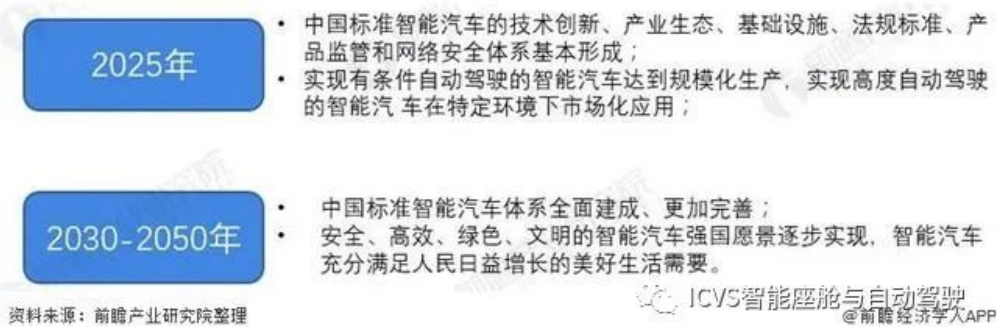 2025年
• 中国标准智能汽车的技术创新、产业生态、基础设施、法规标准、产
品监管和网络安全体系基本形成；
• 实现有条件自动驾驶的智能汽车达到规模化生产，实现高度自动驾驶
的智能汽 车在特定环境下市场化应用；
2030-2050年
• 中国标准智能汽车体系全面建成、更加完善；
• 安全、高效、绿色、文明的智能汽车强国愿景逐步实现，智能汽车
充分满足人民日益增长的美好生活需要。
ICVS智能座舱与自动驾驶
资料来源：前瞻产业研究院整理
@前瞻经济学人APP